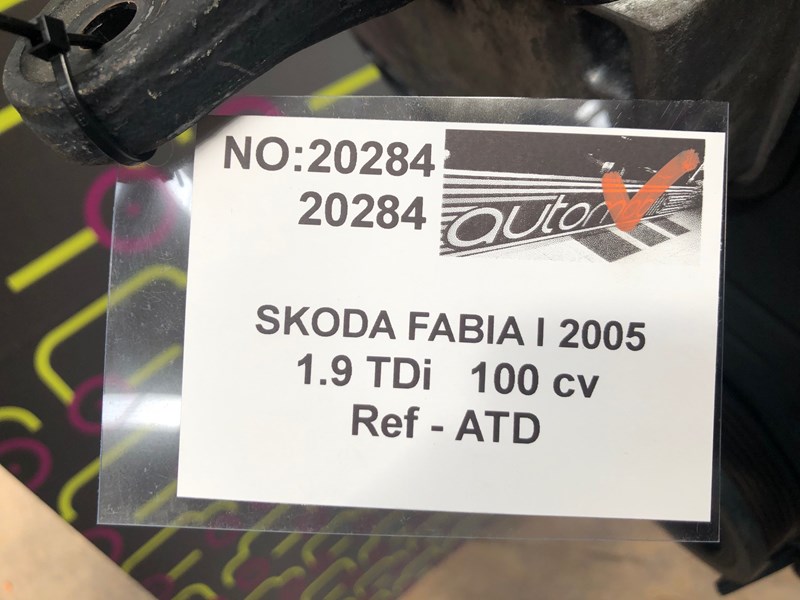 NO:20284
20284
SKODA FABIA I 2005
1.9 TDi 100 cv
Ref - ATD